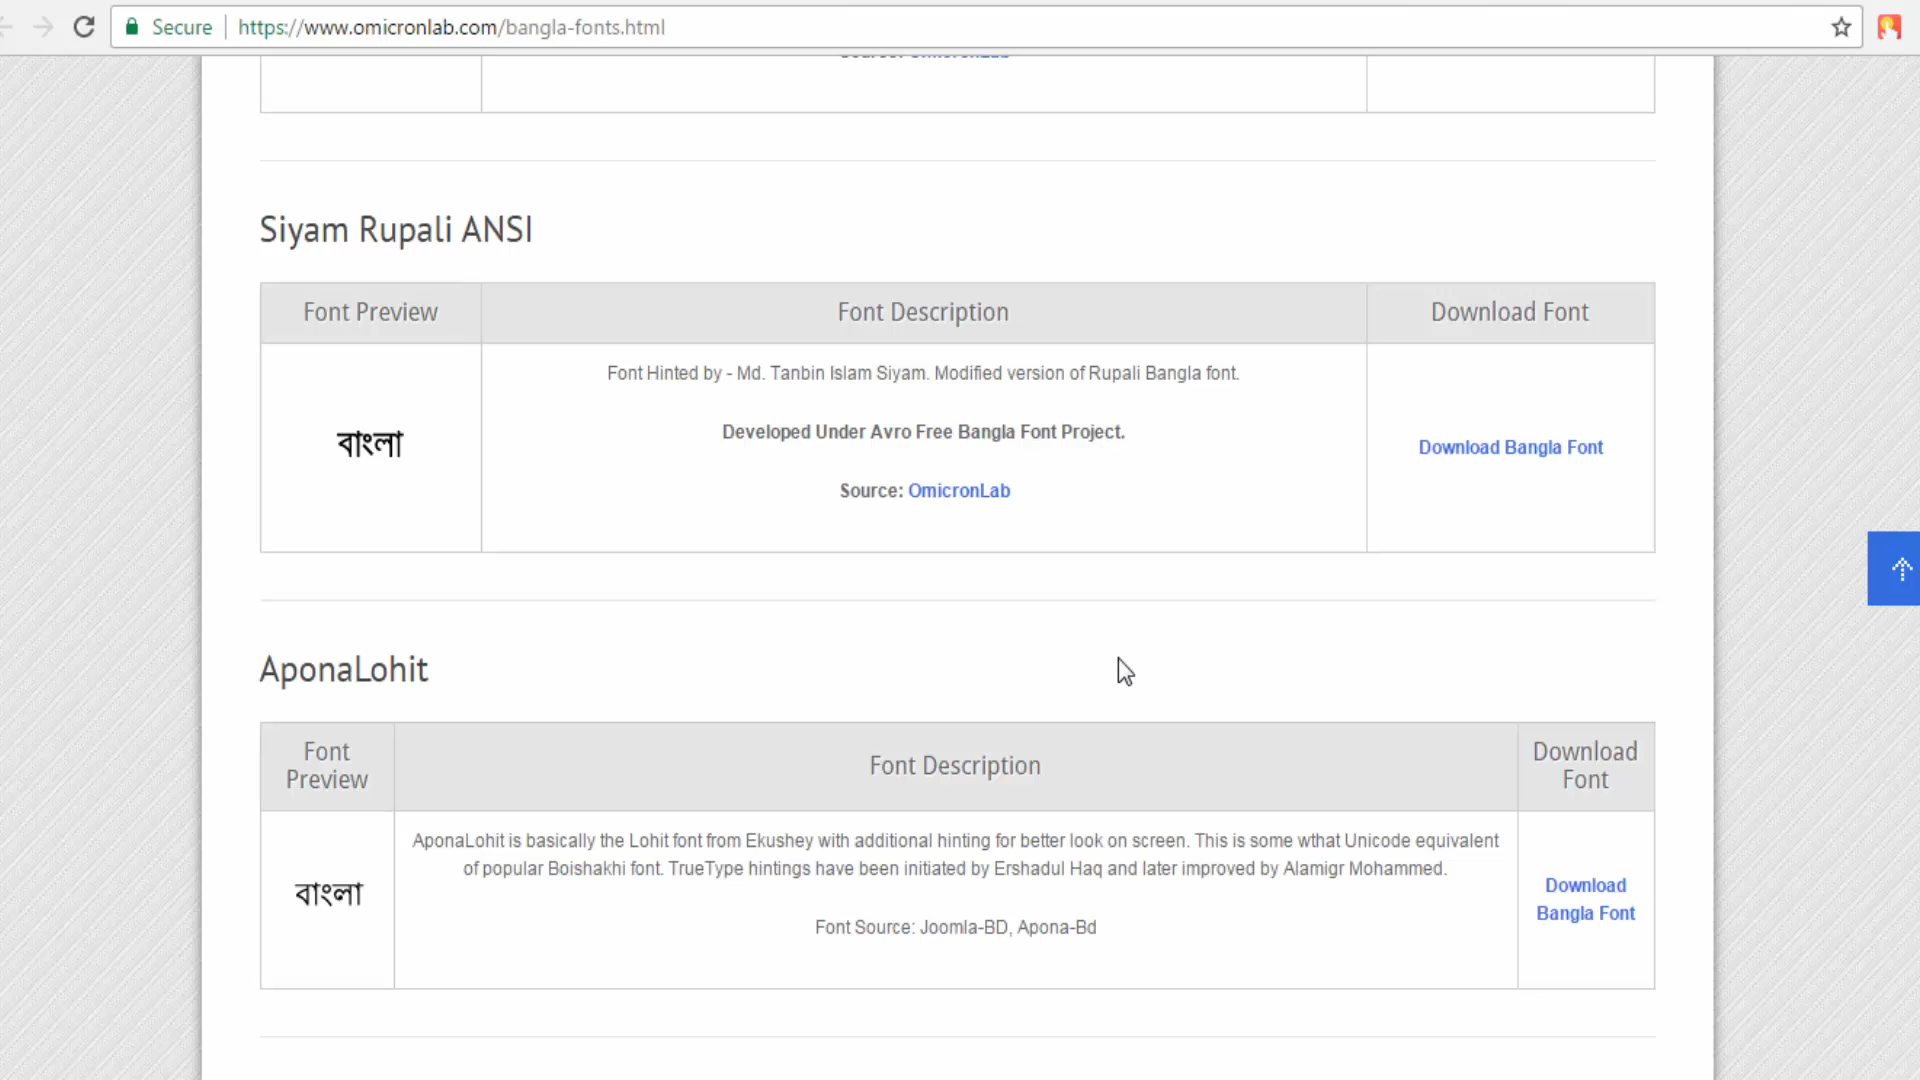 Secure https://www.omicronlab.com/bangla-fonts.html
Siyam Rupali ANSI
Font Preview Font Description Download Font
Font Hinted by - Md. Tanbin Islam Siyam. Modified version of Rupali Bangla font.
Developed Under Avro Free Bangla Font Project.
বাংলা
Download Bangla Font
Source: OmicronLab
AponaLohit
Font
Preview
Font Description
Download
Font
AponaLohit is basically the Lohit font from Ekushey with additional hinting for better look on screen. This is some wthat Unicode equivalent
of popular Boishakhi font. TrueType hintings have been initiated by Ershadul Haq and later improved by Alamigr Mohammed.
বাংলা
Download
Bangla Font
Font Source: Joomla-BD, Apona-Bd